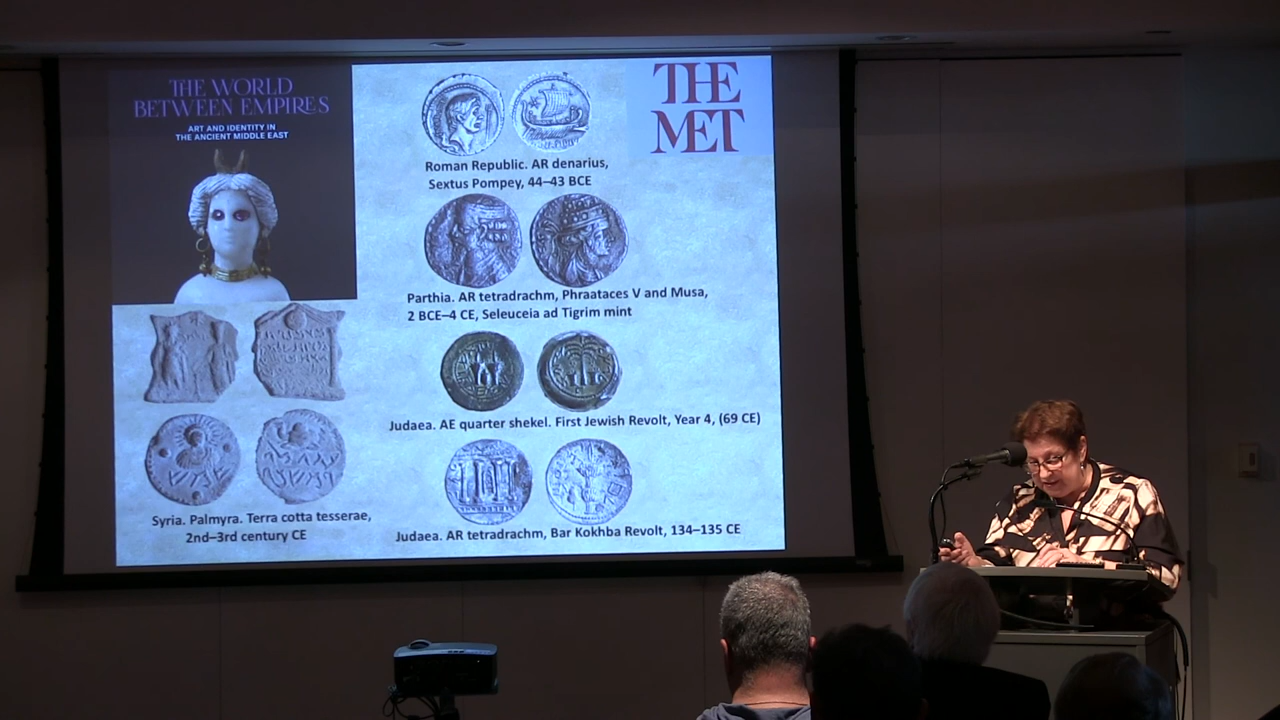 THE WORLD
BETWEEN EMPIRES
ART AND IDENTITY IN
THE ANCIENT MIDDLE EAST
Syria. Palmyra. Terra cotta tesserae,
2nd–3rd century CE
Roman Republic. AR denarius,
Sextus Pompey, 44–43 BCE
Parthia. AR tetradrachm, Phraataces V and Musa,
2 BCE–4 CE, Seleuceia ad Tigrim mint
Judaea. AE quarter shekel. First Jewish Revolt, Year 4, (69 CE)
Judaea. AR tetradrachm, Bar Kokhba Revolt, 134–135 CE
THE
MET